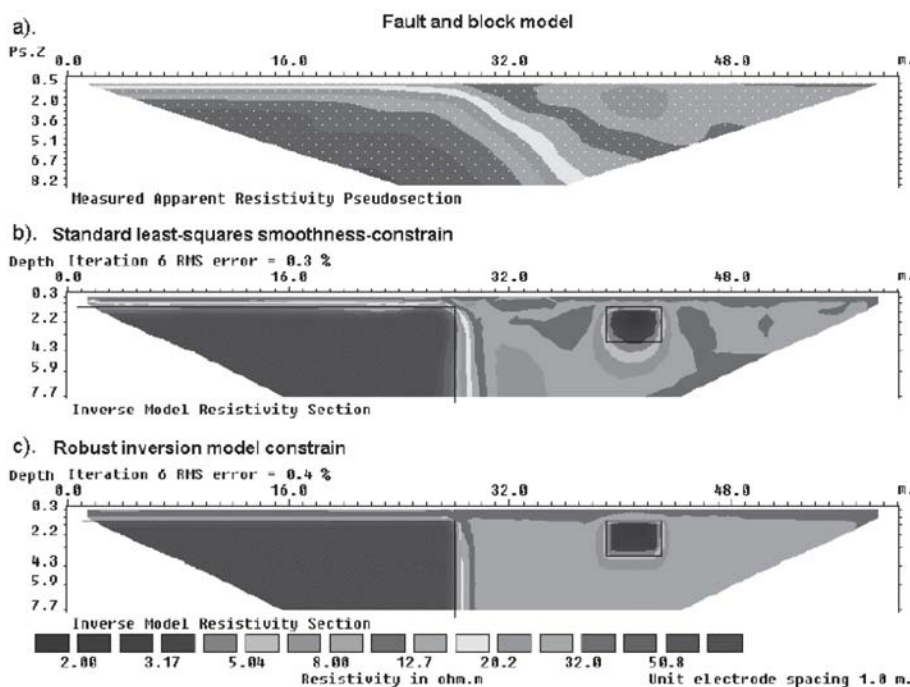 a). Fault and block model
Ps.Z 0.0 16.0 32.0 48.0 m.
0.5
2.0
3.6
5.1
6.7
8.2
Measured Apparent Resistivity Pseudosection
b). Standard least-squares smoothness-constrain
Depth Iteration 6 RMS error = 0.3 %
0.0 16.0 32.0 48.0 m.
0.3
2.2
4.3
5.9
7.7
Inverse Model Resistivity Section
c). Robust inversion model constrain
Depth Iteration 6 RMS error = 0.4 %
0.0 16.0 32.0 48.0 m.
0.3
2.2
4.3
5.9
7.7
Inverse Model Resistivity Section
2.00 3.17 5.04 8.00 12.7 20.2 32.0 50.8
Resistivity in ohm.m Unit electrode spacing 1.0 m.